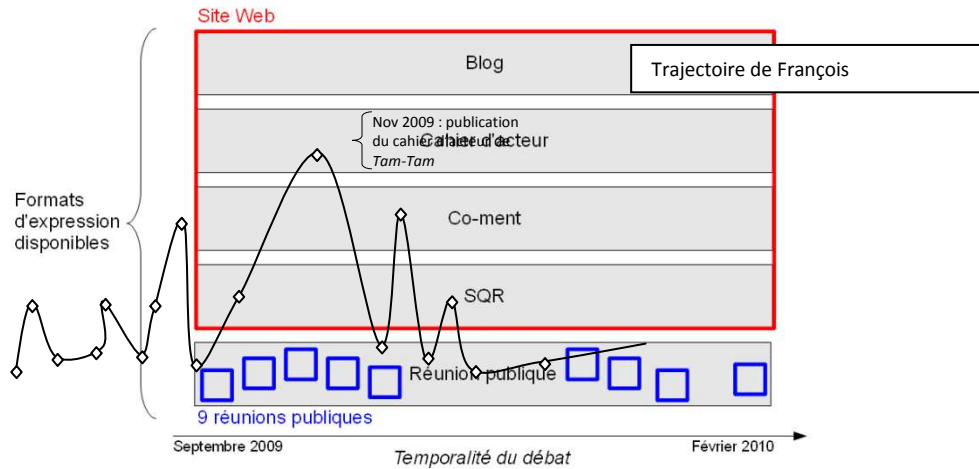 Site Web
Blog
Trajectoire de François
Nov 2009 : publication
du cahier d'acteur de
Tam-Tam
Cahier d'acteur
Formats
d'expression
disponibles
Co-ment
SQR
Réunion publique
9 réunions publiques
Septembre 2009
Février 2010
Temporalité du débat